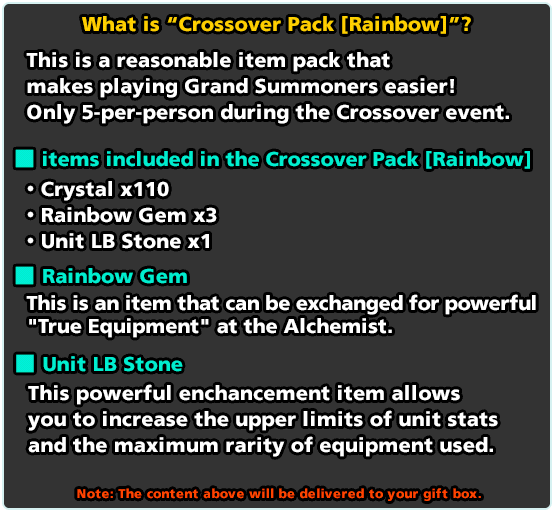 What is “Crossover Pack [Rainbow]”?
This is a reasonable item pack that
makes playing Grand Summoners easier!
Only 5-per-person during the Crossover event.
■ items included in the Crossover Pack [Rainbow]
• Crystal x110
• Rainbow Gem x3
• Unit LB Stone x1
■ Rainbow Gem
This is an item that can be exchanged for powerful
"True Equipment" at the Alchemist.
■ Unit LB Stone
This powerful enchancement item allows
you to increase the upper limits of unit stats
and the maximum rarity of equipment used.
Note: The content above will be delivered to your gift box.